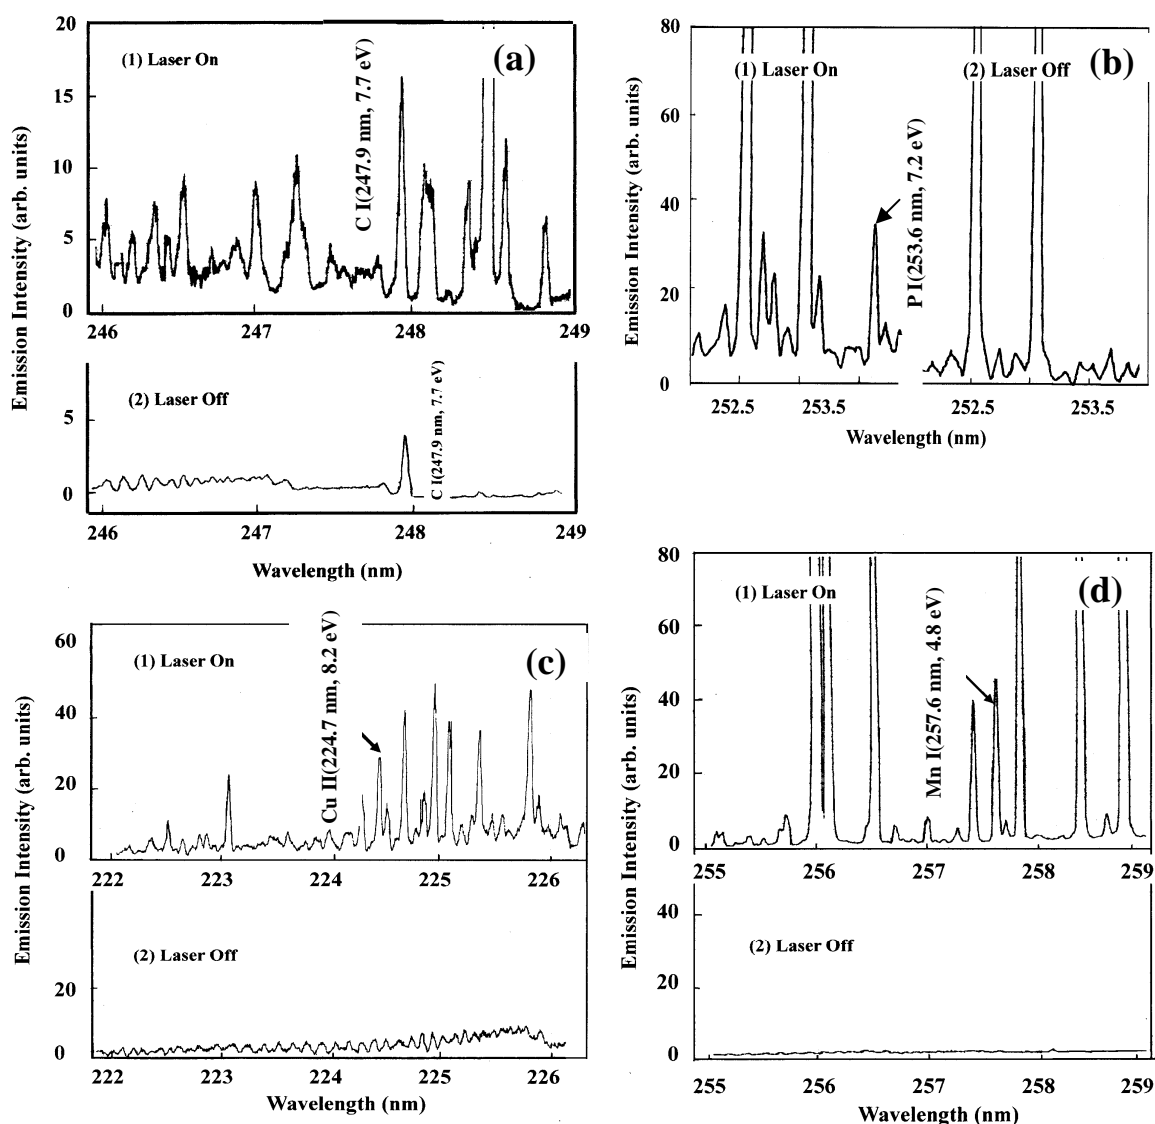 (a)
(1) Laser On
C I(247.9 nm, 7.7 eV)
20
15
10
5
0
246 247 248 249
Emission Intensity (arb. units)
(2) Laser Off
C I(247.9 nm, 7.7 eV)
5
0
246 247 248 249
Wavelength (nm)
(b)
(1) Laser On
(2) Laser Off
P I(253.6 nm, 7.2 eV)
80
60
40
20
0
Emission Intensity (arb. units)
252.5 253.5 252.5 253.5
Wavelength (nm)
(c)
(1) Laser On
Cu II(224.7 nm, 8.2 eV)
60
40
20
0
222 223 224 225 226
Emission Intensity (arb. units)
(2) Laser Off
20
0
222 223 224 225 226
Wavelength (nm)
(d)
(1) Laser On
Mn I(257.6 nm, 4.8 eV)
80
60
40
20
0
255 256 257 258 259
Emission Intensity (arb. units)
(2) Laser Off
40
20
0
255 256 257 258 259
Wavelength (nm)